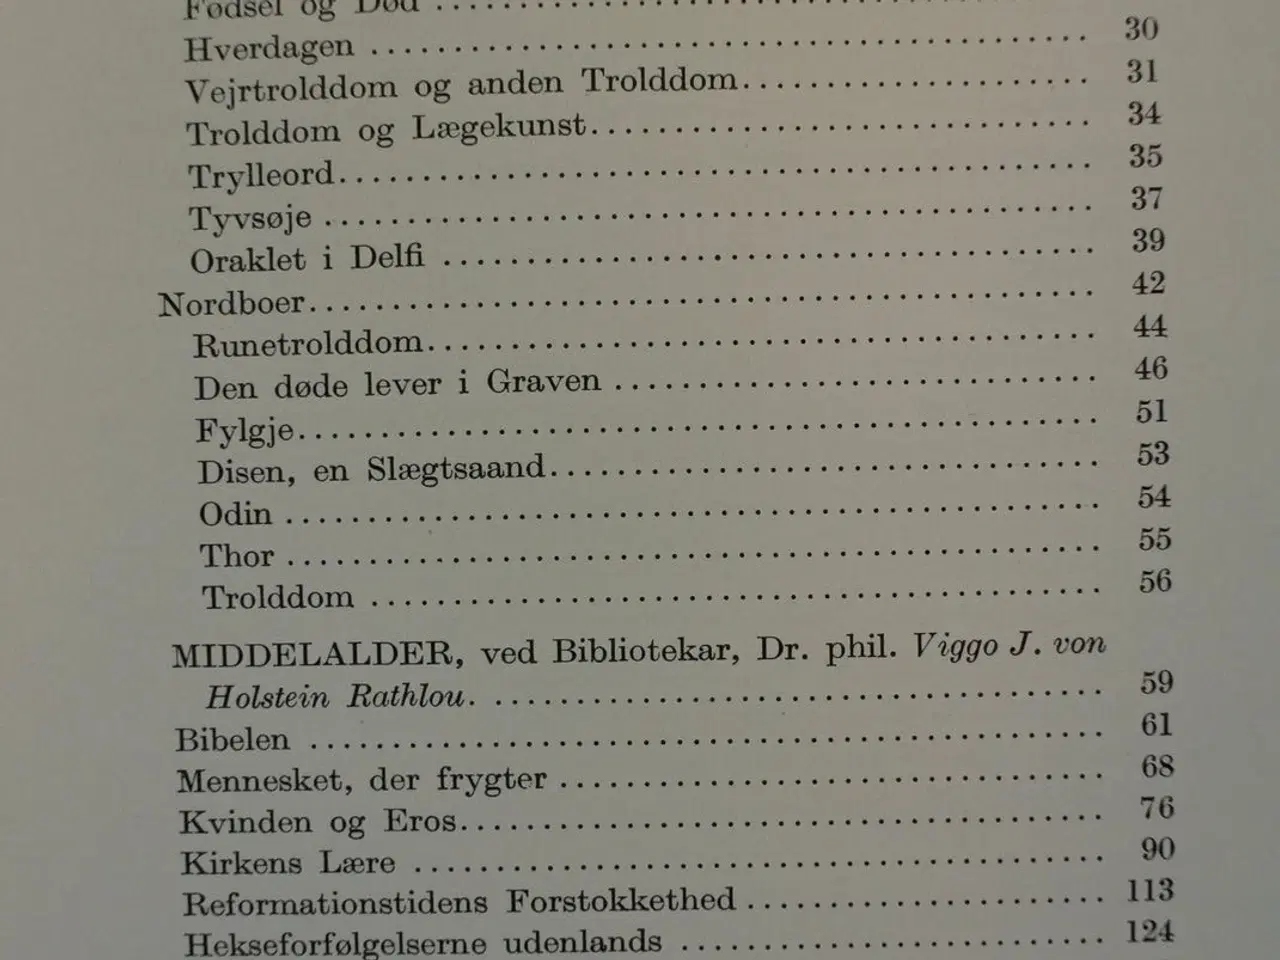 Fødsel og Død ........................................
Hverdagen ........................................ 30
Vejrtrolddom og anden Trolddom........................ 31
Trolddom og Lægekunst.............................. 34
Trylleord............................................ 35
Tyvsøje ............................................ 37
Oraklet i Delfi ...................................... 39
Nordboer............................................ 42
Runetrolddom........................................ 44
Den døde lever i Graven .............................. 46
Fylgje.............................................. 51
Disen, en Slægtsaand................................ 53
Odin .............................................. 54
Thor .............................................. 55
Trolddom .......................................... 56
MIDDELALDER, ved Bibliotekar, Dr. phil. Viggo J. von
Holstein Rathlou. .................................... 59
Bibelen ............................................ 61
Mennesket, der frygter ................................ 68
Kvinden og Eros...................................... 76
Kirkens Lære ........................................ 90
Reformationstidens Forstokkethed ...................... 113
Hekseforfølgelserne udenlands .......................... 124